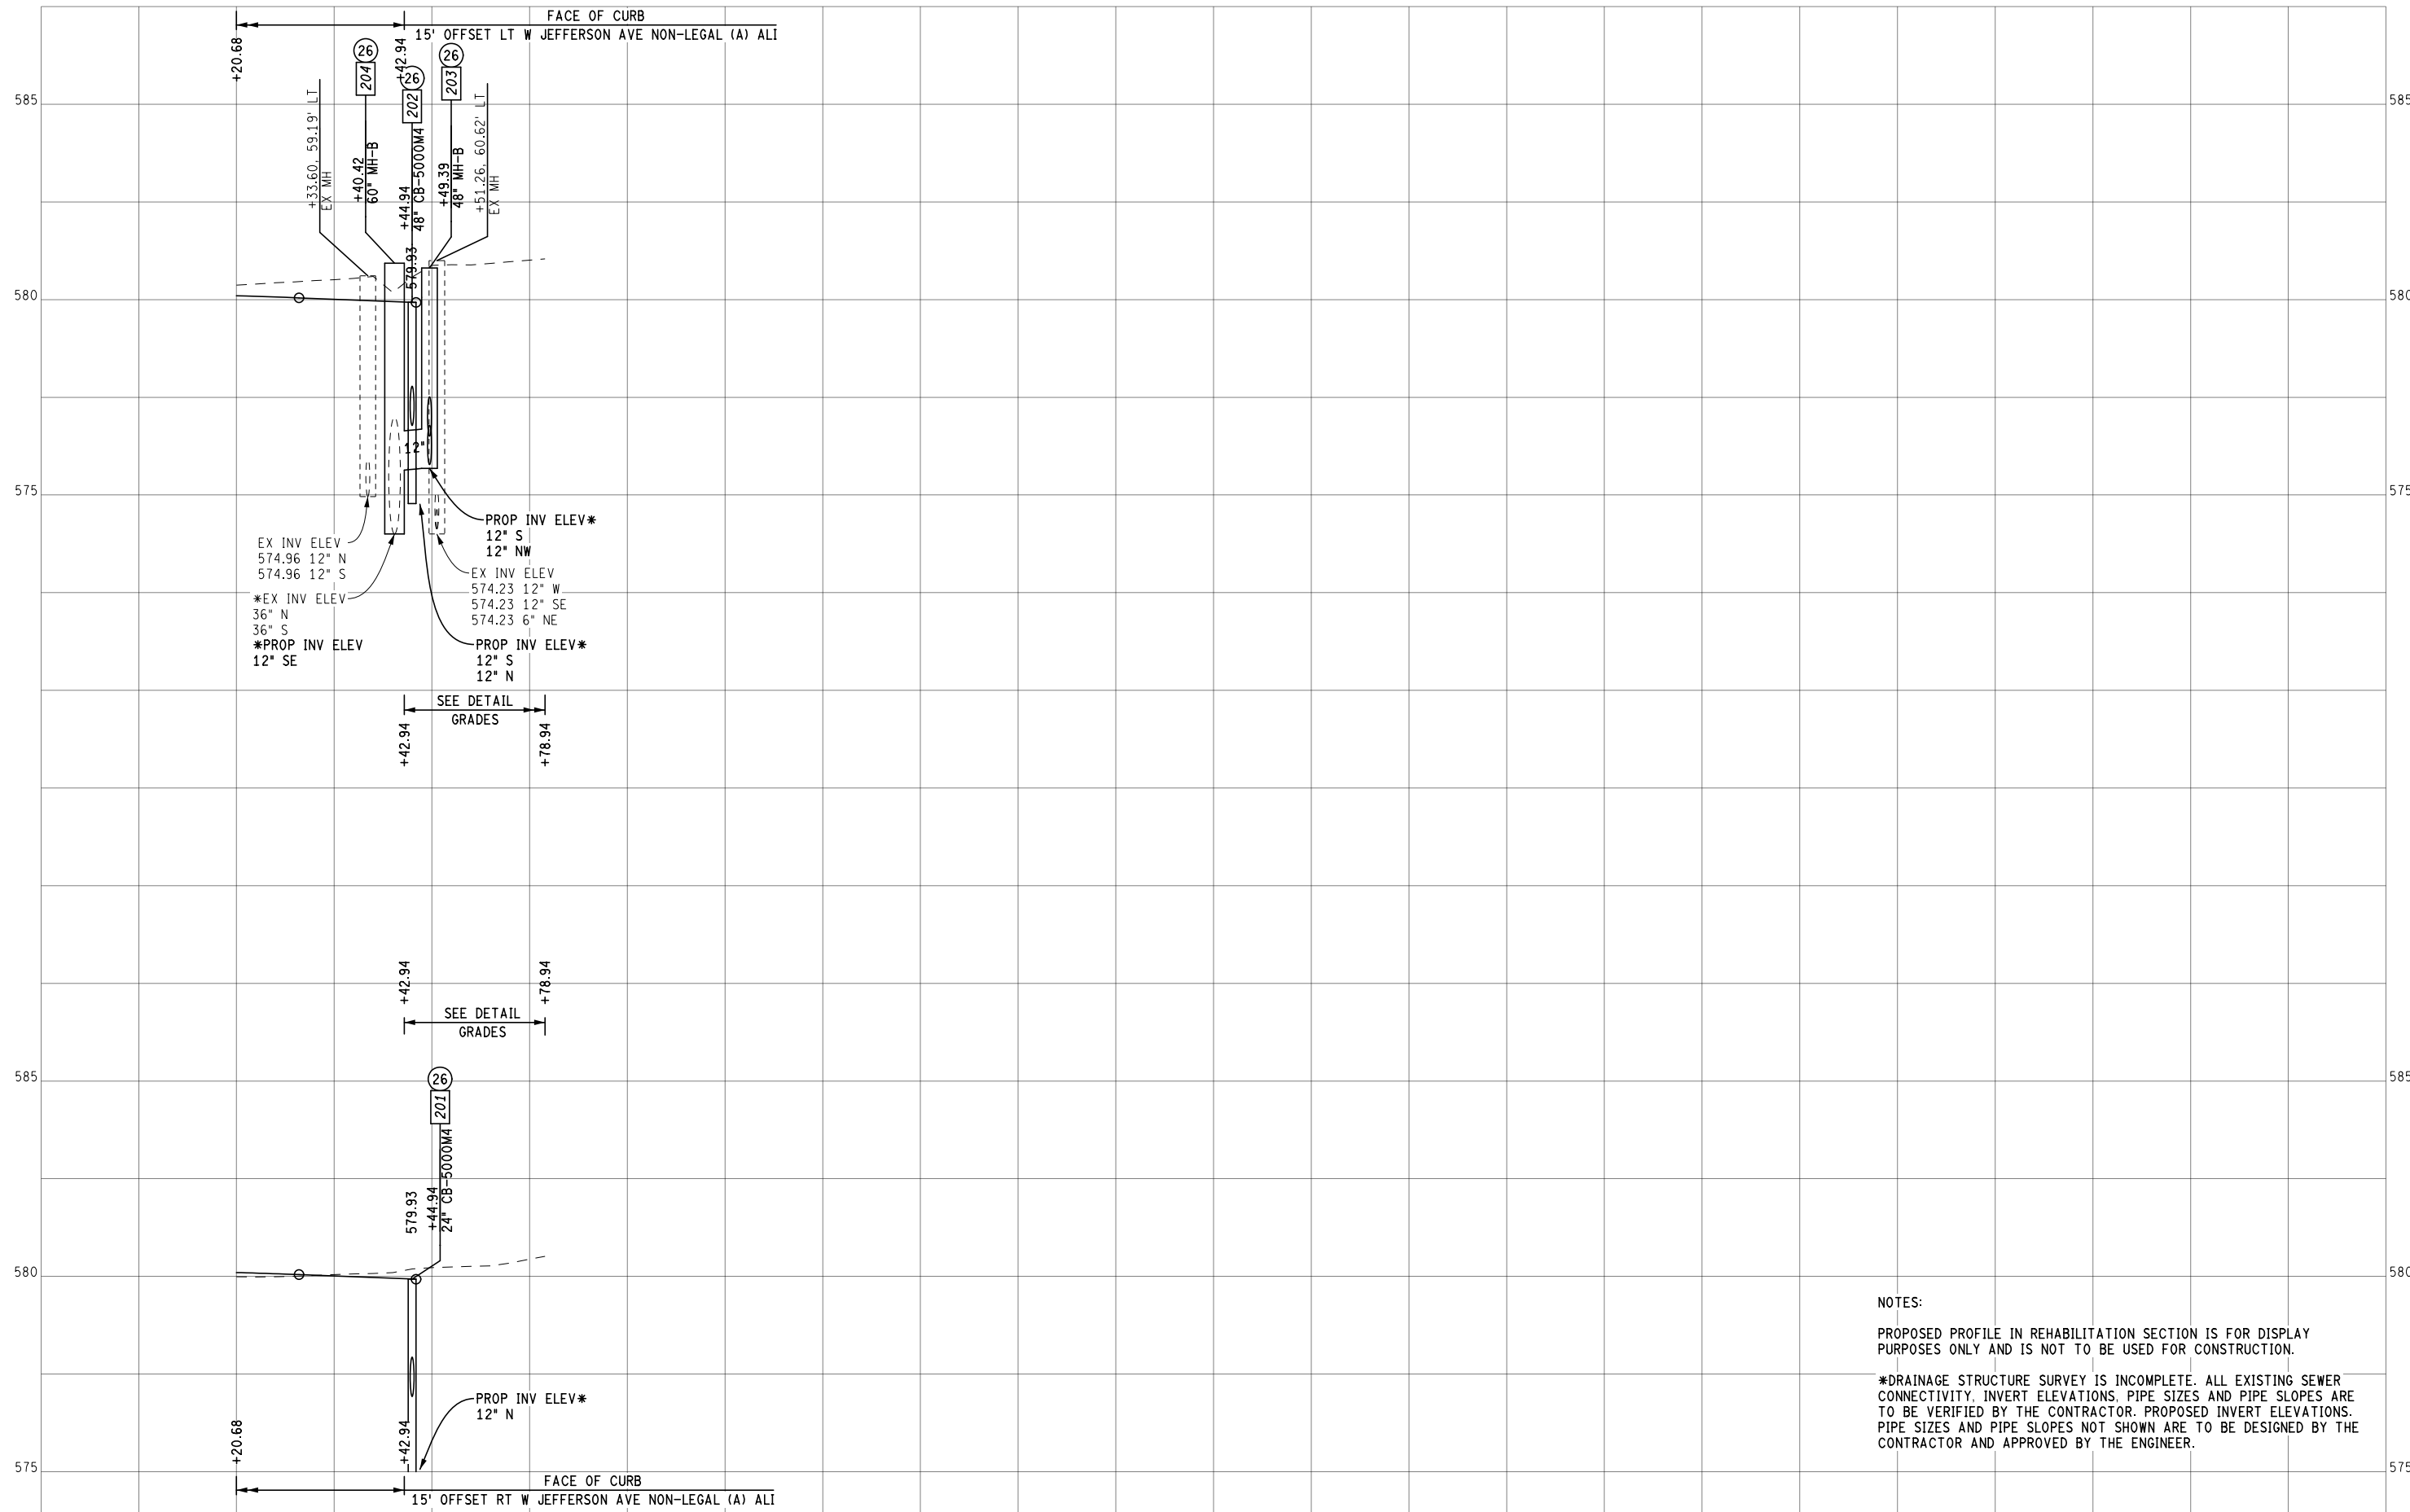 FACE OF CURB
15' OFFSET LT W JEFFERSON AVE NON-LEGAL (A) ALI
+20.68
+42.94
26
204
26
202
26
203
585
585
+33.60, 59.19' LT
EX MH
+40.42
60" MH-B
+44.94
48" CB-5000M4
579.93
+49.39
48" MH-B
+51.26, 60.62' LT
EX MH
580
580
12"
575
575
PROP INV ELEV*
12" S
12" NW
EX INV ELEV
574.96 12" N
574.96 12" S
EX INV ELEV
574.23 12" W
574.23 12" SE
574.23 6" NE
*EX INV ELEV
36" N
36" S
*PROP INV ELEV
12" SE
PROP INV ELEV*
12" S
12" N
SEE DETAIL
GRADES
+42.94
+78.94
+42.94
+78.94
SEE DETAIL
GRADES
26
201
585
585
579.93
+44.94
24" CB-5000M4
580
580
PROP INV ELEV*
12" N
+20.68
+42.94
575
575
FACE OF CURB
15' OFFSET RT W JEFFERSON AVE NON-LEGAL (A) ALI
NOTES:
PROPOSED PROFILE IN REHABILITATION SECTION IS FOR DISPLAY
PURPOSES ONLY AND IS NOT TO BE USED FOR CONSTRUCTION.
*DRAINAGE STRUCTURE SURVEY IS INCOMPLETE. ALL EXISTING SEWER
CONNECTIVITY, INVERT ELEVATIONS, PIPE SIZES AND PIPE SLOPES ARE
TO BE VERIFIED BY THE CONTRACTOR. PROPOSED INVERT ELEVATIONS.
PIPE SIZES AND PIPE SLOPES NOT SHOWN ARE TO BE DESIGNED BY THE
CONTRACTOR AND APPROVED BY THE ENGINEER.